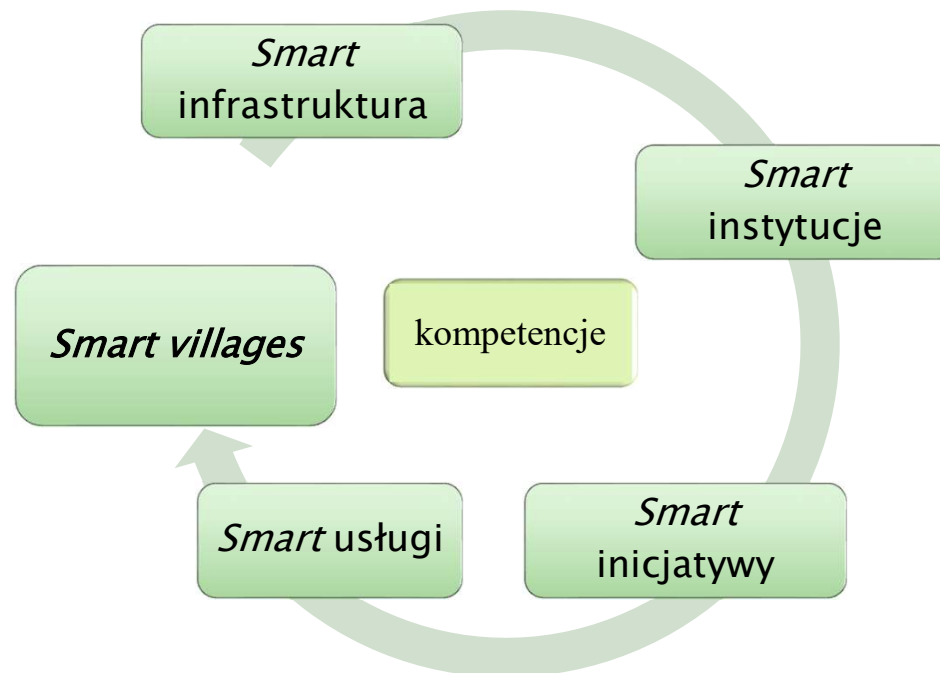 Smart
infrastruktura
Smart
instytucje
kompetencje
Smart villages
Smart usługi
Smart
inicjatywy